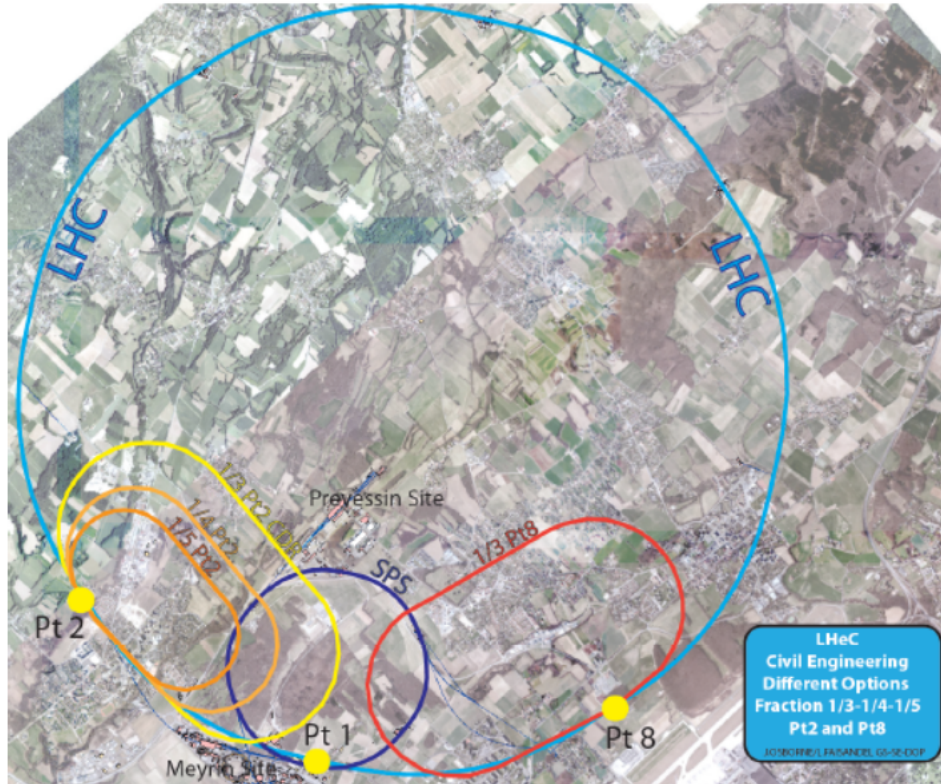 LHC
LHC
1/3 Pt2
1/4 Pt2
1/5 Pt2
Prevessin Site
1/3 Pt8
SPS
Pt 2
Pt 1
Pt 8
Meyrin Site
LHeC
Civil Engineering
Different Options
Fraction 1/3-1/4-1/5
Pt2 and Pt8